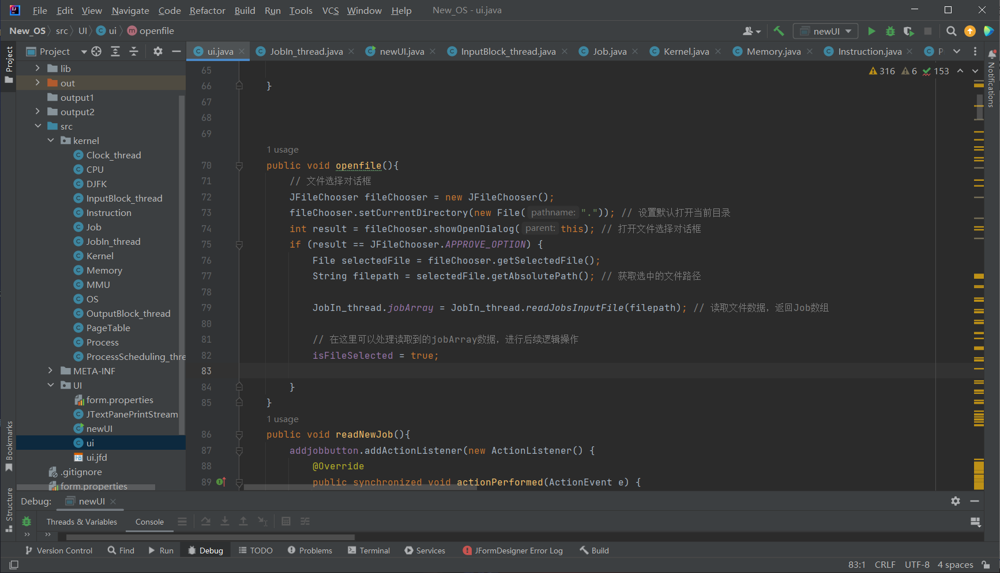 File Edit View Navigate Code Refactor Build Run Tools VCS Window Help New_OS - ui.java
New_OS src UI ui openfile
newUI
Project
Project
ui.java JobIn_thread.java newUI.java InputBlock_thread.java Job.java Kernel.java Memory.java Instruction.java P
Notifications
lib
out
output1
output2
src
kernel
Clock_thread
CPU
DJFK
InputBlock_thread
Instruction
Job
JobIn_thread
Kernel
Memory
MMU
OS
OutputBlock_thread
PageTable
Process
ProcessScheduling_thre
META-INF
UI
form.properties
JTextPanePrintStream
newUI
ui
ui.jfd
.gitignore
form.properties
316 6 153
65
66 }
67
68
69
1 usage
70 public void openfile(){
71 // 文件选择对话框
72 JFileChooser fileChooser = new JFileChooser();
73 fileChooser.setCurrentDirectory(new File( pathname: ".")); // 设置默认打开当前目录
74 int result = fileChooser.showOpenDialog( parent: this); // 打开文件选择对话框
75 if (result == JFileChooser.APPROVE_OPTION) {
76 File selectedFile = fileChooser.getSelectedFile();
77 String filepath = selectedFile.getAbsolutePath(); // 获取选中的文件路径
78
79 JobIn_thread.jobArray = JobIn_thread.readJobsInputFile(filepath); // 读取文件数据，返回Job数组
80
81 // 在这里可以处理读取到的jobArray数据，进行后续逻辑操作
82 isFileSelected = true;
83
84 }
85 }
1 usage
86 public void readNewJob(){
87 addjobbutton.addActionListener(new ActionListener() {
88 @Override
89 public synchronized void actionPerformed(ActionEvent e) {
Bookmarks
Structure
Debug: newUI
Threads & Variables Console
Version Control Find Run Debug TODO Problems Terminal Services JFormDesigner Error Log Build
83:1 CRLF UTF-8 4 spaces